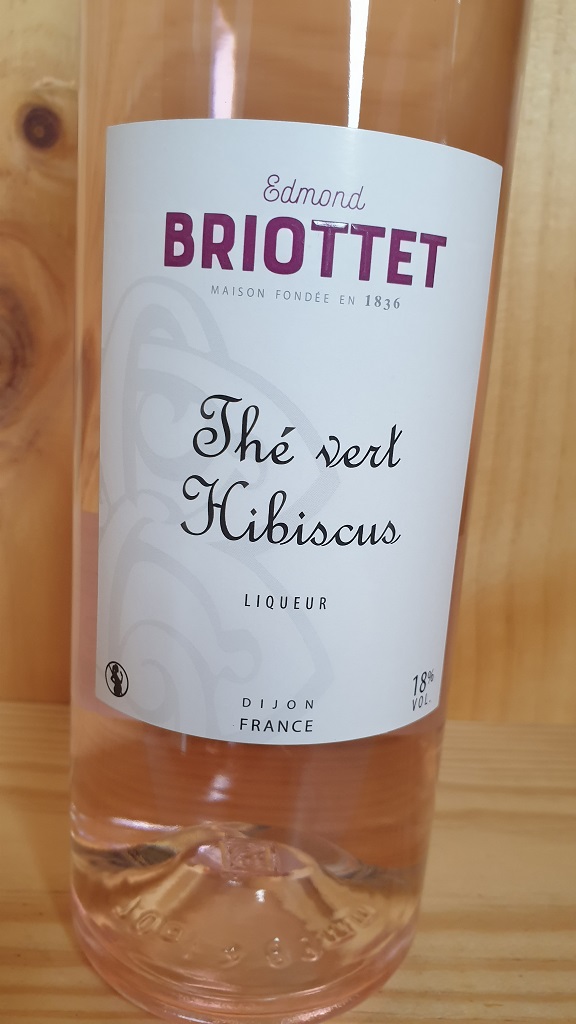 Edmond
BRIOTTET
MAISON FONDÉE EN 1836
Thé vert
Hibiscus
LIQUEUR
DIJON
FRANCE
18%
VOL.